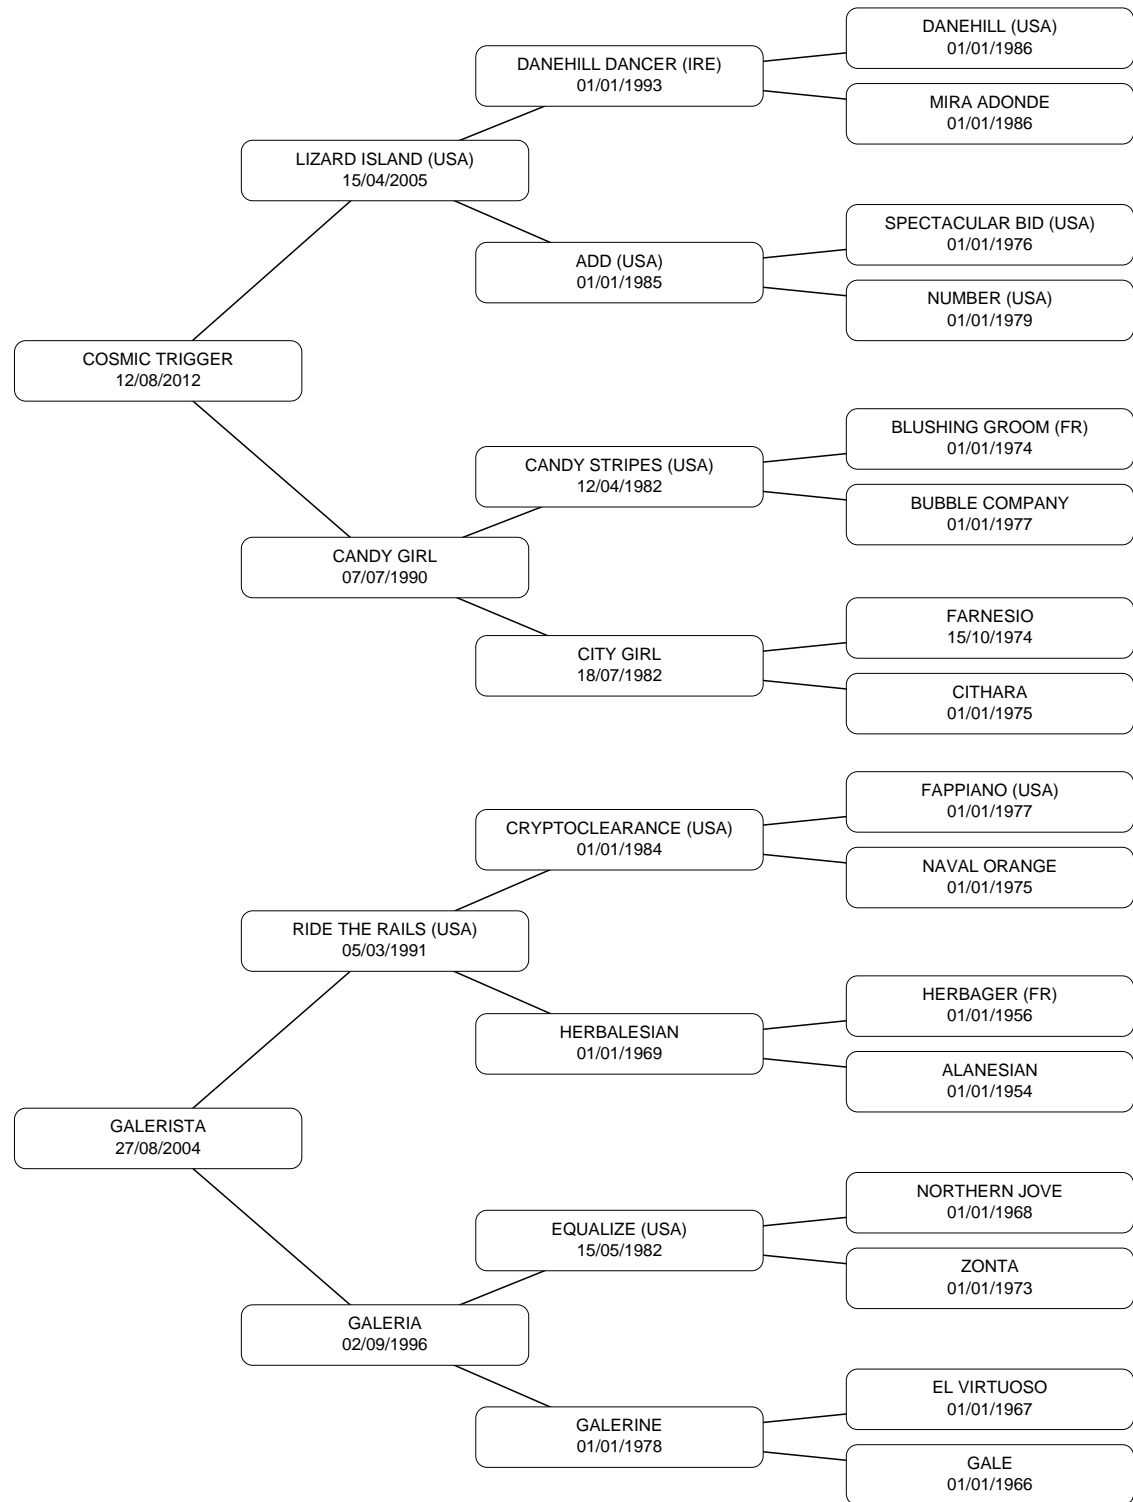 DANEHILL (USA)
01/01/1986
DANEHILL DANCER (IRE)
01/01/1993
MIRA ADONDE
01/01/1986
LIZARD ISLAND (USA)
15/04/2005
SPECTACULAR BID (USA)
01/01/1976
ADD (USA)
01/01/1985
NUMBER (USA)
01/01/1979
COSMIC TRIGGER
12/08/2012
BLUSHING GROOM (FR)
01/01/1974
CANDY STRIPES (USA)
12/04/1982
BUBBLE COMPANY
01/01/1977
CANDY GIRL
07/07/1990
FARNESIO
15/10/1974
CITY GIRL
18/07/1982
CITHARA
01/01/1975
FAPPIANO (USA)
01/01/1977
CRYPTOCLEARANCE (USA)
01/01/1984
NAVAL ORANGE
01/01/1975
RIDE THE RAILS (USA)
05/03/1991
HERBAGER (FR)
01/01/1956
HERBALESIAN
01/01/1969
ALANESIAN
01/01/1954
GALERISTA
27/08/2004
NORTHERN JOVE
01/01/1968
EQUALIZE (USA)
15/05/1982
ZONTA
01/01/1973
GALERIA
02/09/1996
EL VIRTUOSO
01/01/1967
GALERINE
01/01/1978
GALE
01/01/1966